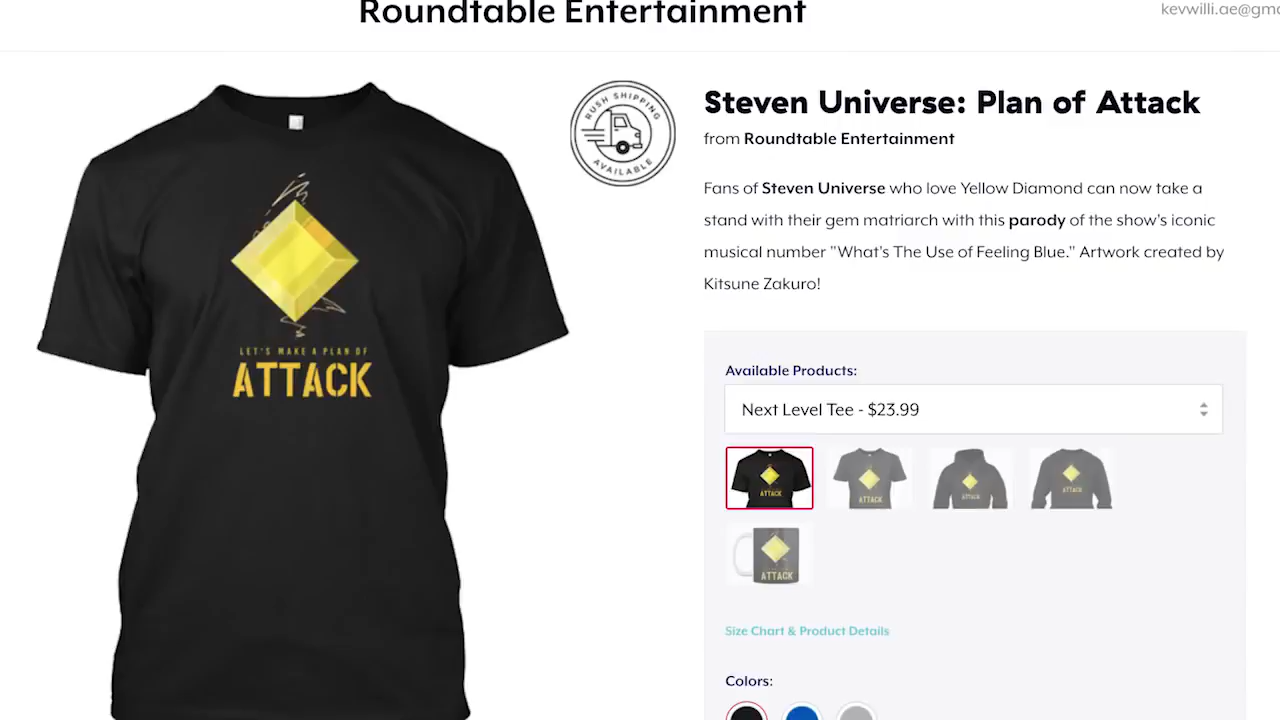 Roundtable Entertainment
kevwilli.ae@gma
RUSH SHIPPING
AVAILABLE
Steven Universe: Plan of Attack
from Roundtable Entertainment
Fans of Steven Universe who love Yellow Diamond can now take a
stand with their gem matriarch with this parody of the show's iconic
musical number "What's The Use of Feeling Blue." Artwork created by
Kitsune Zakuro!
LET'S MAKE A PLAN OF
ATTACK
Available Products:
Next Level Tee - $23.99
ATTACK
ATTACK
ATTACK
ATTACK
ATTACK
Size Chart & Product Details
Colors: